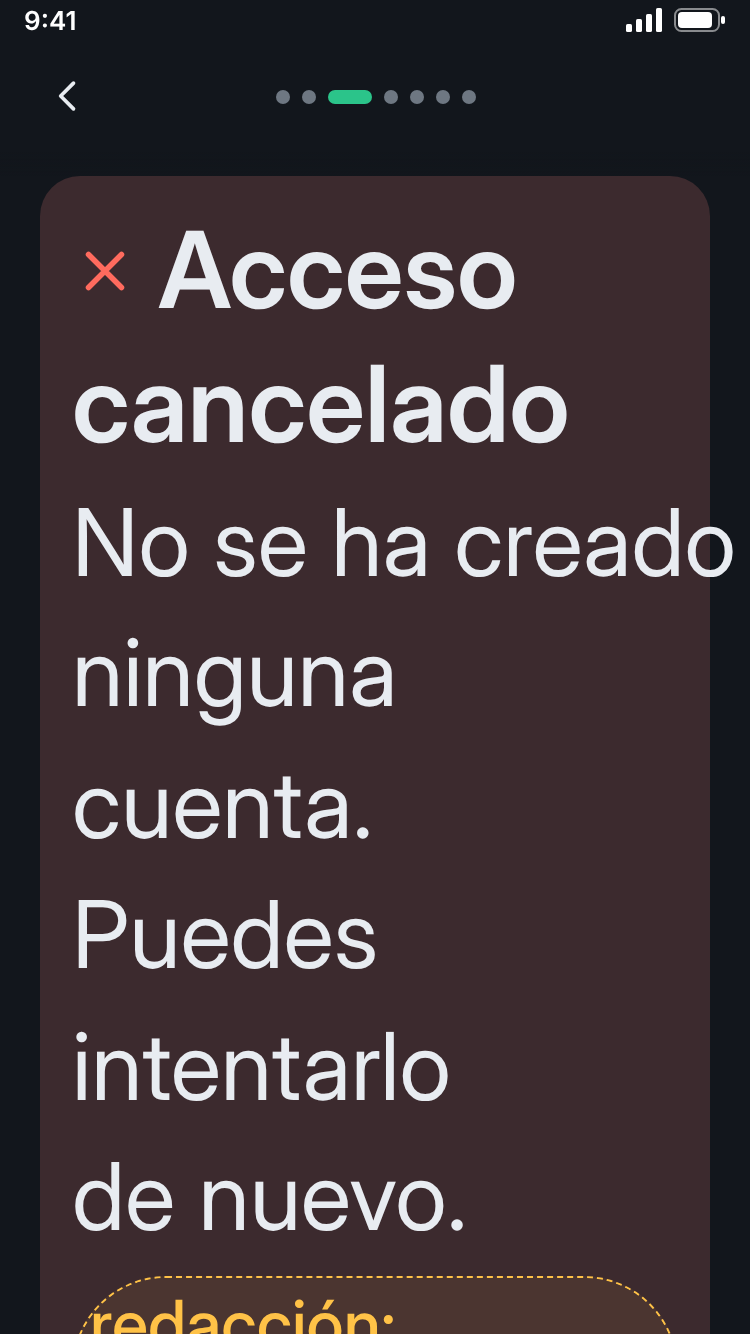 9:41
Acceso
cancelado
No se ha creado
ninguna
cuenta.
Puedes
intentarlo
de nuevo.
redacción: